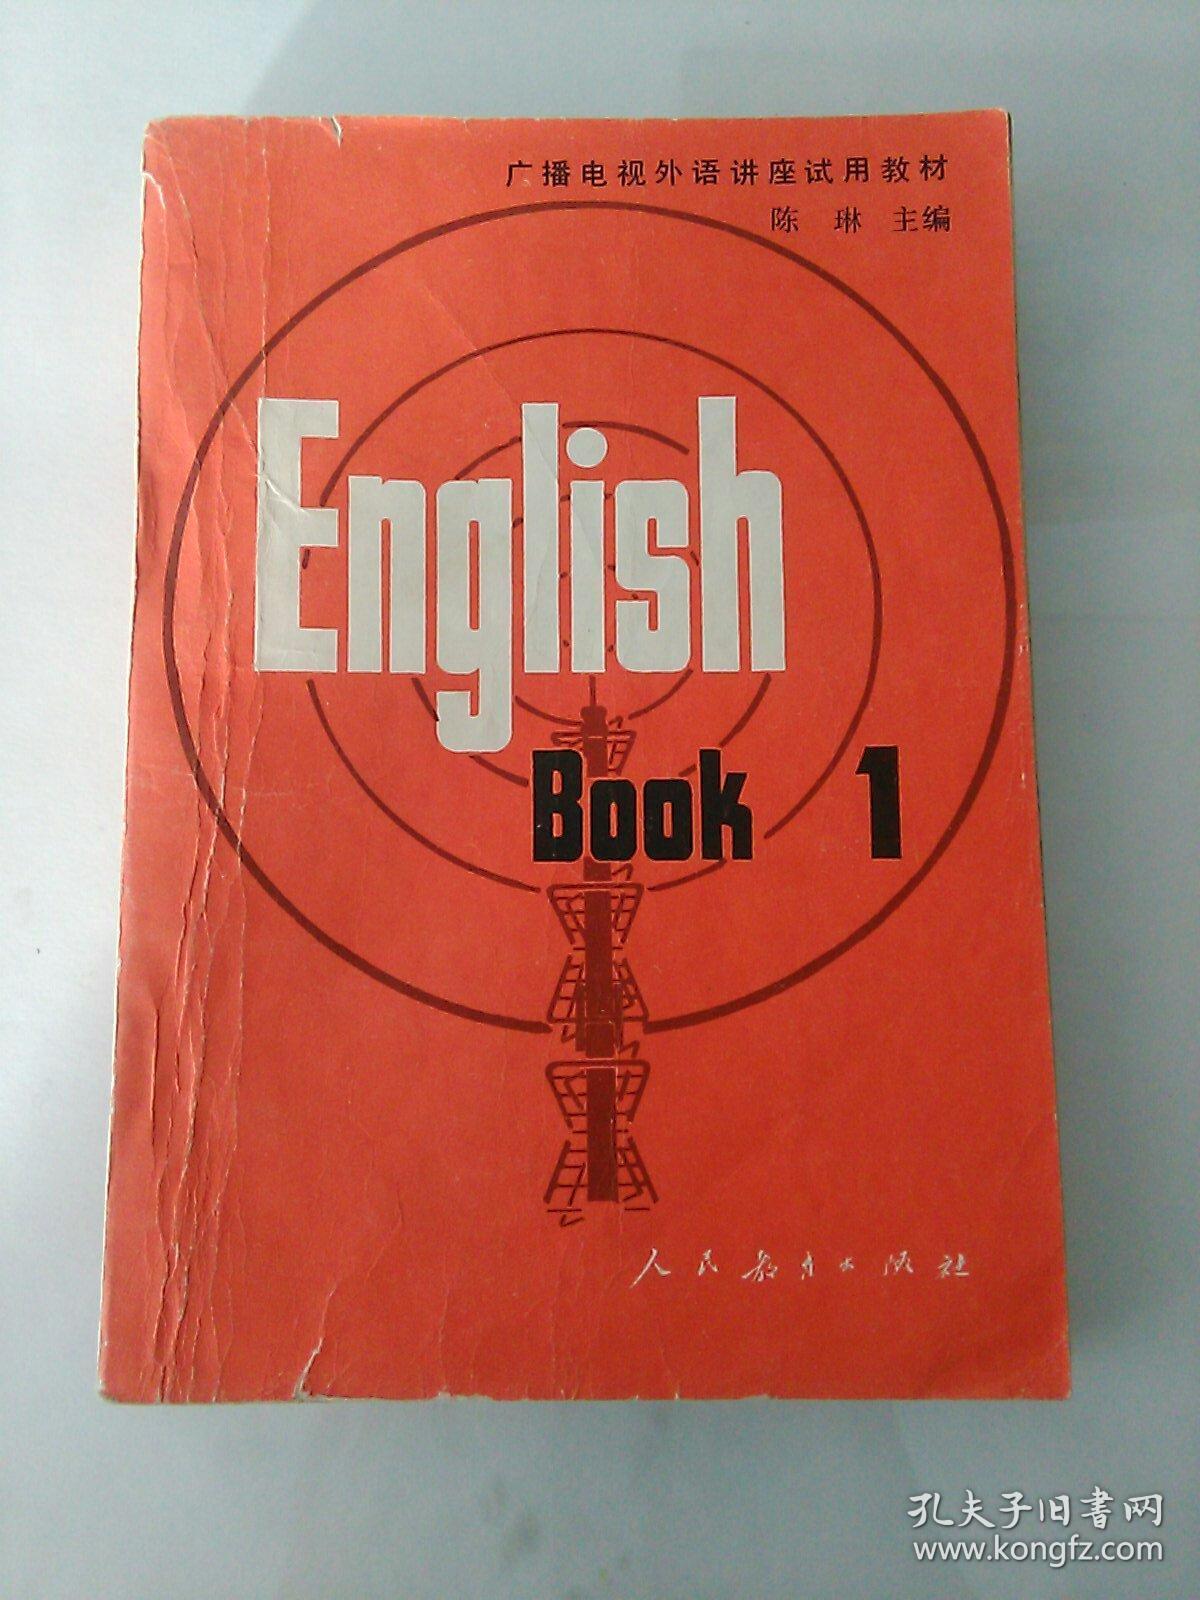 广播电视外语讲座试用教材
陈 琳 主编
English
Book 1
人民教育出版社
孔夫子旧书网
www.kongfz.com